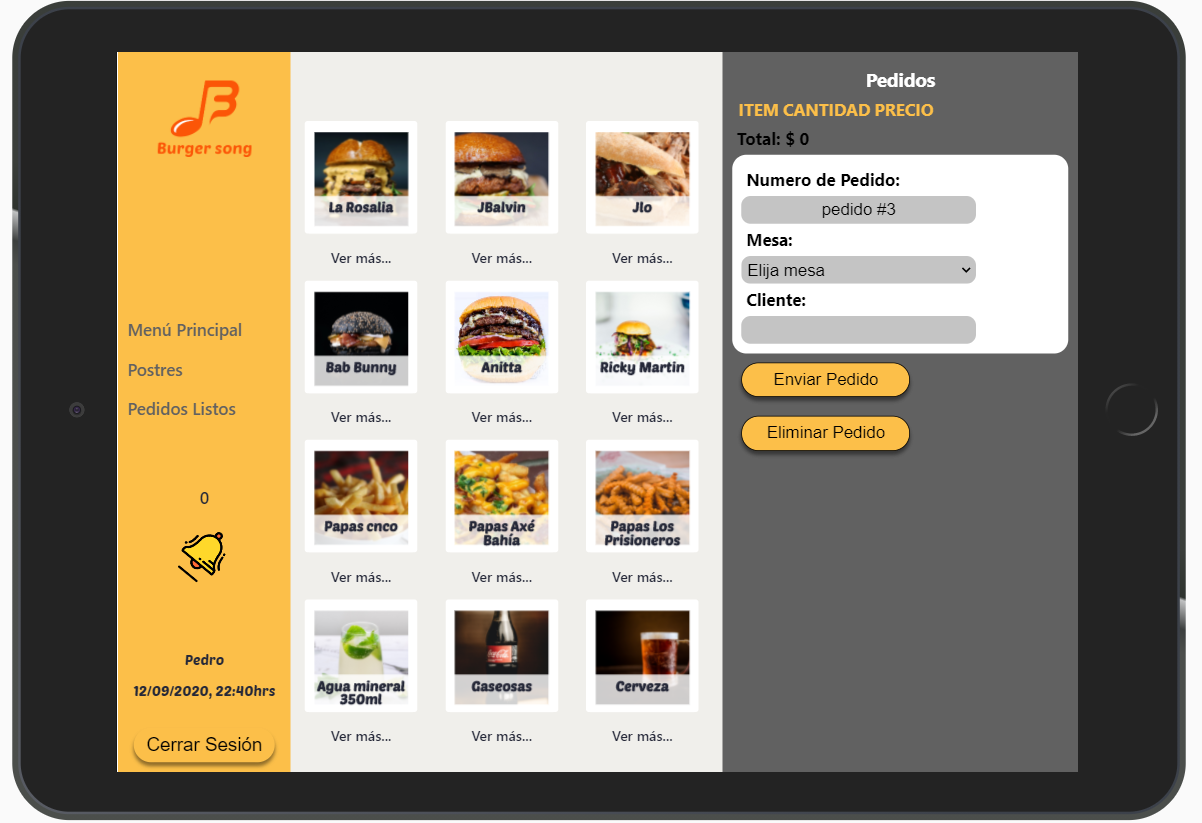 Burger song
Menú Principal
Postres
Pedidos Listos
0
Pedro
12/09/2020, 22:40hrs
Cerrar Sesión
La Rosalia
JBalvin
Jlo
Ver más...
Ver más...
Ver más...
Bab Bunny
Anitta
Ricky Martin
Ver más...
Ver más...
Ver más...
Papas cnco
Papas Axé
Bahía
Papas Los
Prisioneros
Ver más...
Ver más...
Ver más...
Agua mineral
350ml
Gaseosas
Cerveza
Ver más...
Ver más...
Ver más...
Pedidos
ITEM CANTIDAD PRECIO
Total: $ 0
Numero de Pedido:
pedido #3
Mesa:
Elija mesa
Cliente:
Enviar Pedido
Eliminar Pedido